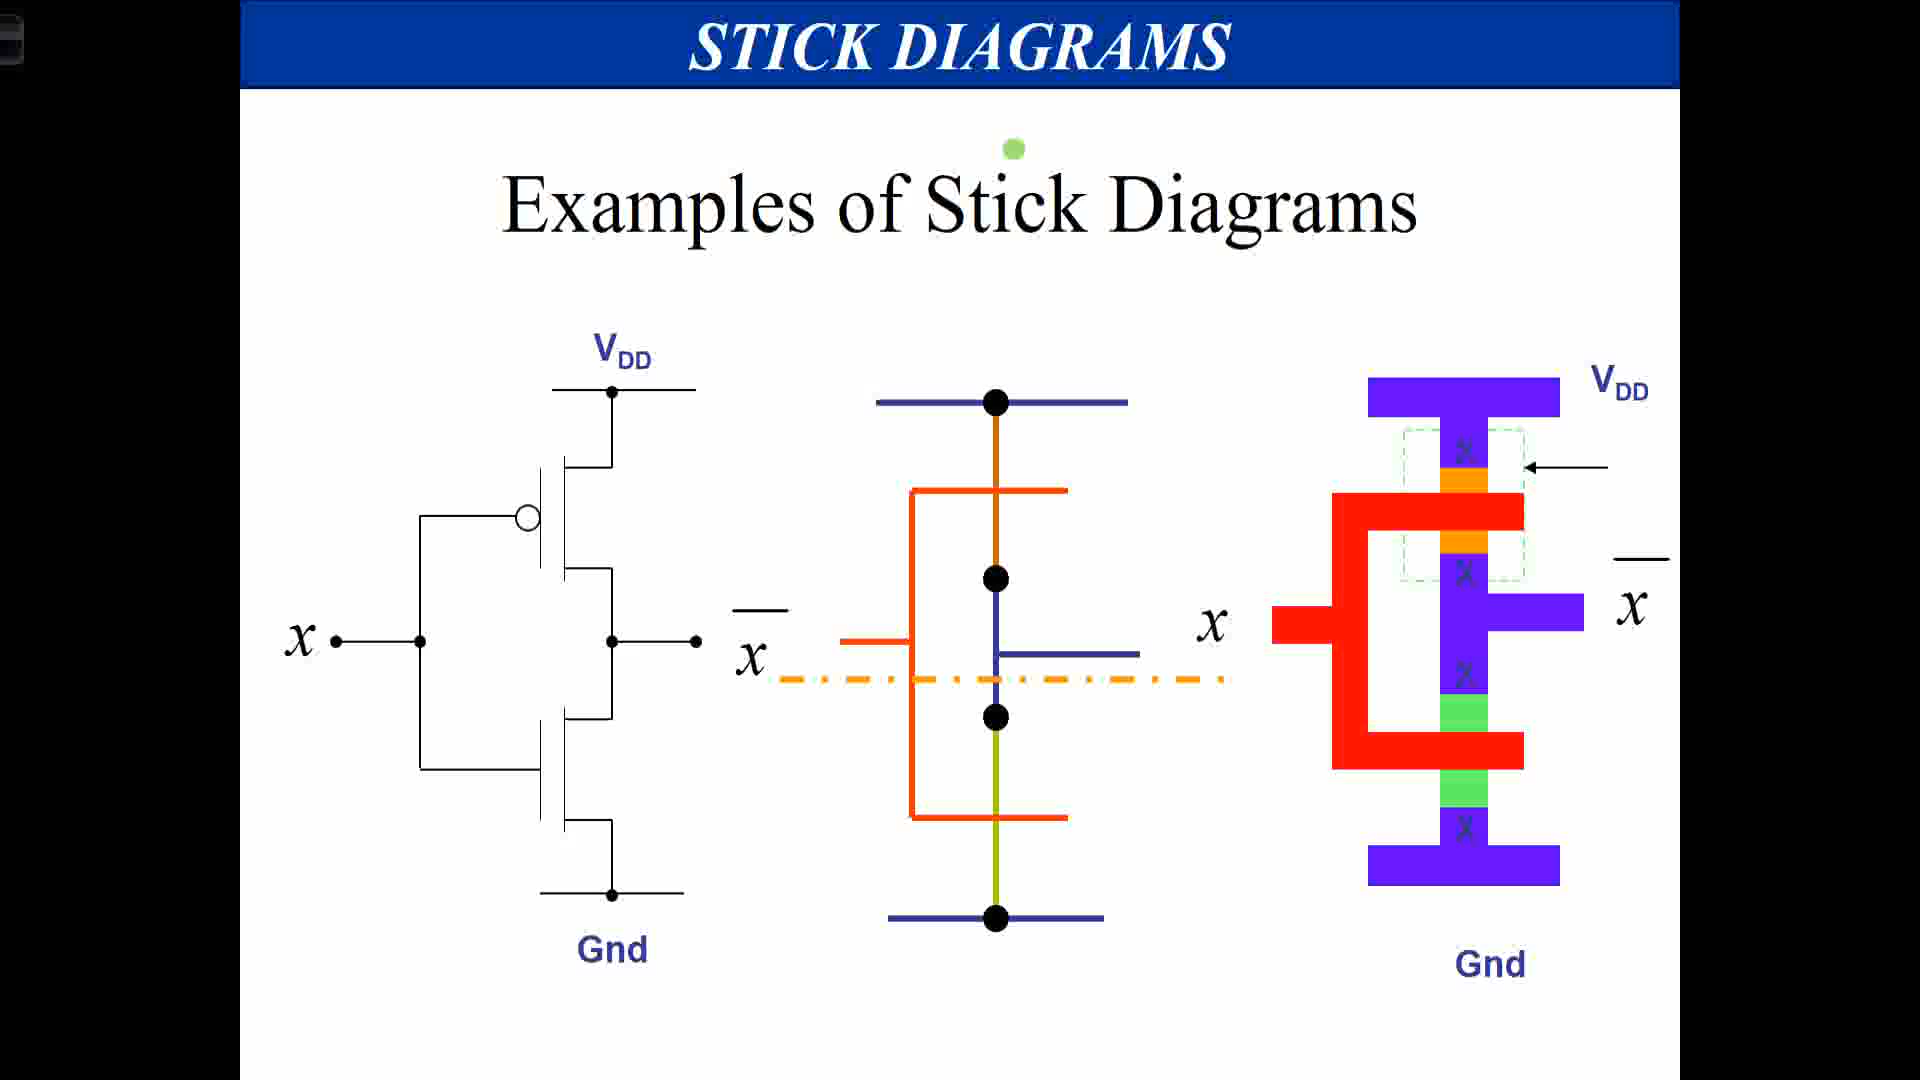 STICK DIAGRAMS
Examples of Stick Diagrams
VDD
VDD
x
x̅
x
x̅
X
X
X
X
Gnd
Gnd